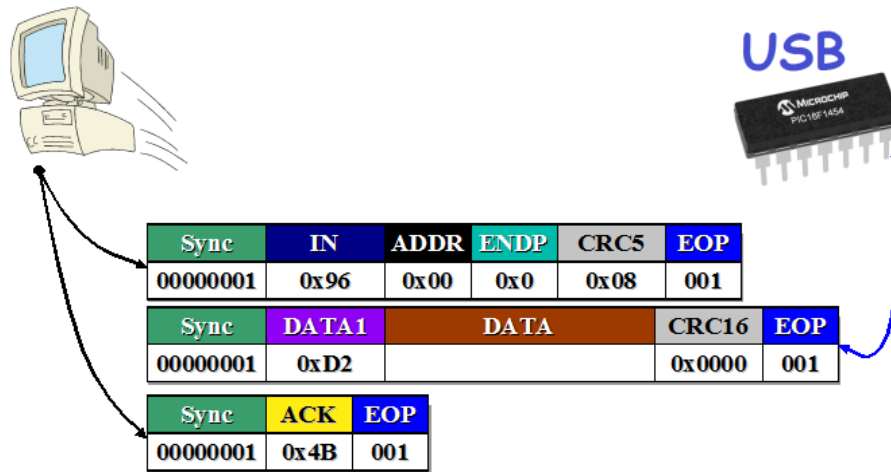 USB
MICROCHIP
PIC16F1454
Sync IN ADDR ENDP CRC5 EOP
00000001 0x96 0x00 0x0 0x08 001
Sync DATA1 DATA CRC16 EOP
00000001 0xD2 0x0000 001
Sync ACK EOP
00000001 0x4B 001